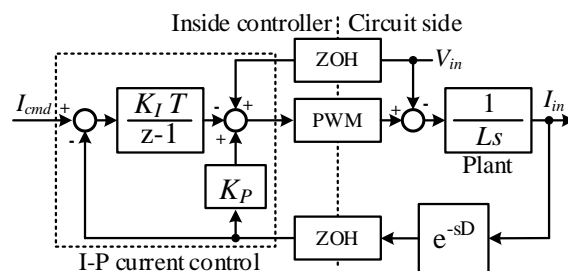 Inside controller Circuit side
ZOH
V_in
I_cmd + - K_I T / z-1 - + + PWM + - 1 / Ls I_in
Plant
K_P
ZOH
e^-sD
I-P current control